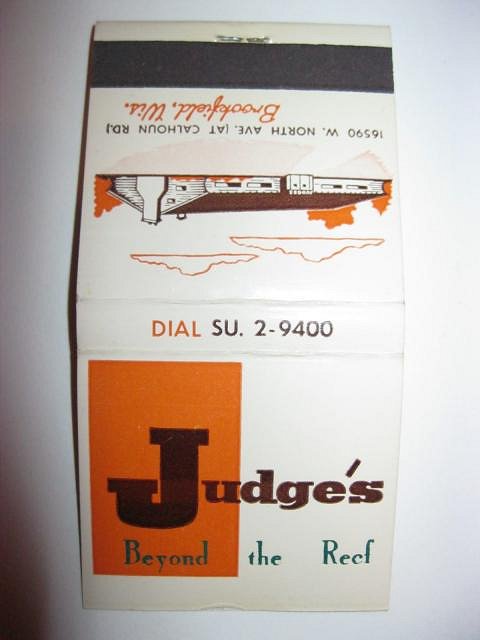 16590 W. NORTH AVE. (AT CALHOUN RD.)
Brookfield, Wis.
DIAL SU. 2-9400
Judge's
Beyond the Reef